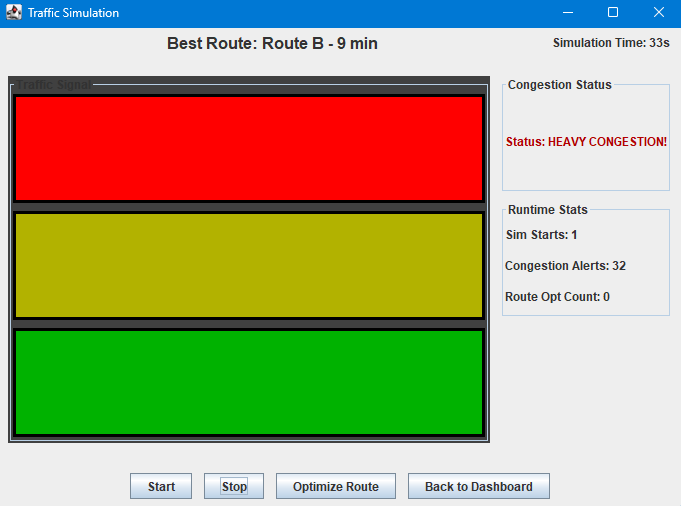 Traffic Simulation
Best Route: Route B - 9 min
Simulation Time: 33s
Traffic Signal
Congestion Status
Status: HEAVY CONGESTION!
Runtime Stats
Sim Starts: 1
Congestion Alerts: 32
Route Opt Count: 0
Start
Stop
Optimize Route
Back to Dashboard